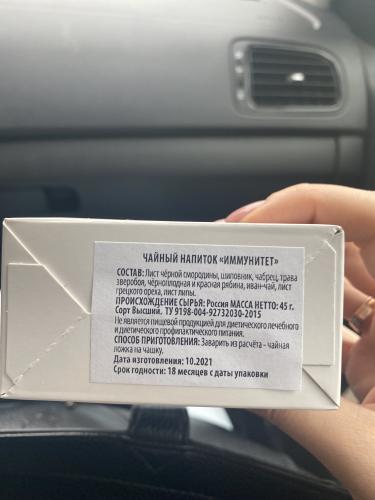 ЧАЙНЫЙ НАПИТОК «ИММУНИТЕТ»
СОСТАВ: Лист чёрной смородины, шиповник, чабрец, трава
зверобоя, черноплодная и красная рябина, иван-чай, лист
грецкого ореха, лист липы.
ПРОИСХОЖДЕНИЕ СЫРЬЯ: Россия МАССА НЕТТО: 45 г.
Сорт Высший. ТУ 9198-004-92732030-2015
Не является пищевой продукцией для диетического лечебного
и диетического профилактического питания.
СПОСОБ ПРИГОТОВЛЕНИЯ: Заварить из расчёта - чайная
ложка на чашку.
Дата изготовления: 10.2021
Срок годности: 18 месяцев с даты упаковки